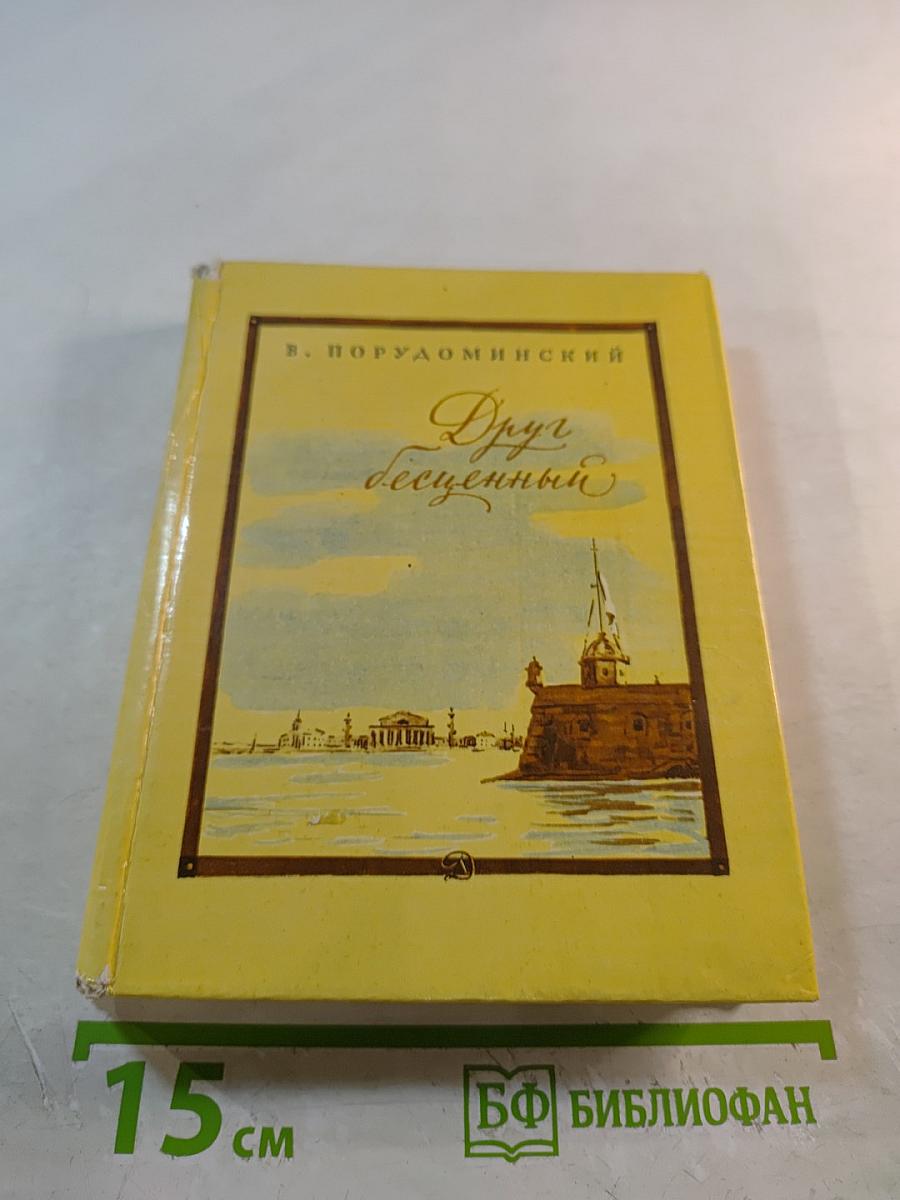 В. ПОРУДОМИНСКИЙ
Друг
бесценный
15 см
БФ БИБЛИОФАН